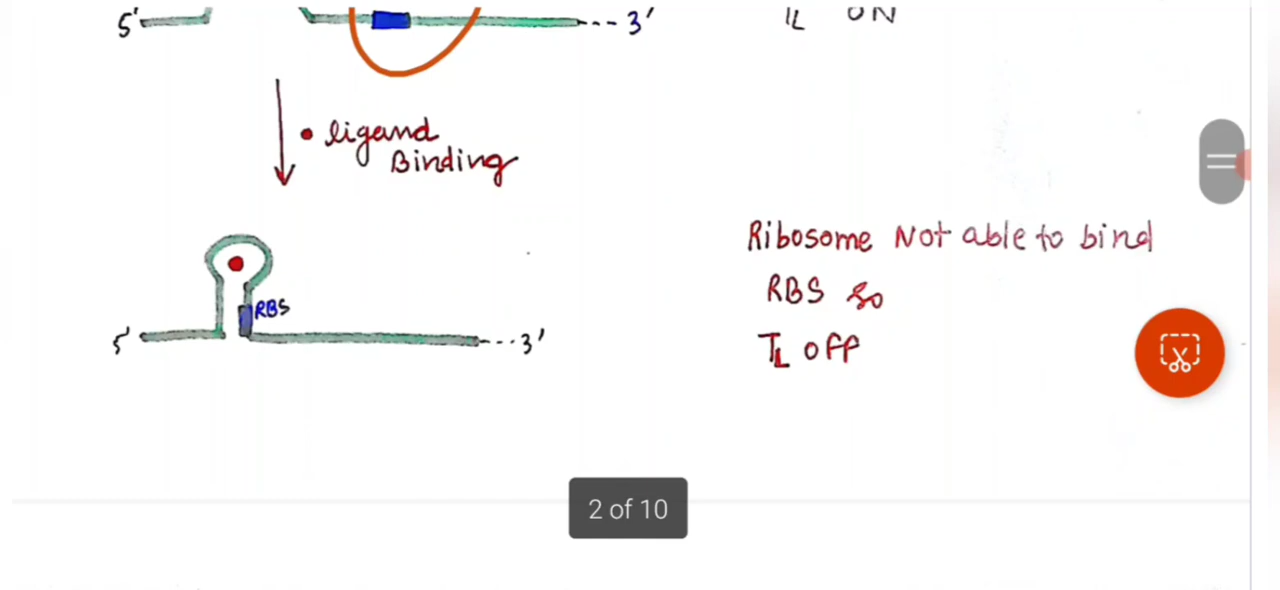 5'
--- 3'
TL ON
• ligand
Binding
Ribosome Not able to bind
RBS so
RBS
TL OFF
5'
---3'
2 of 10